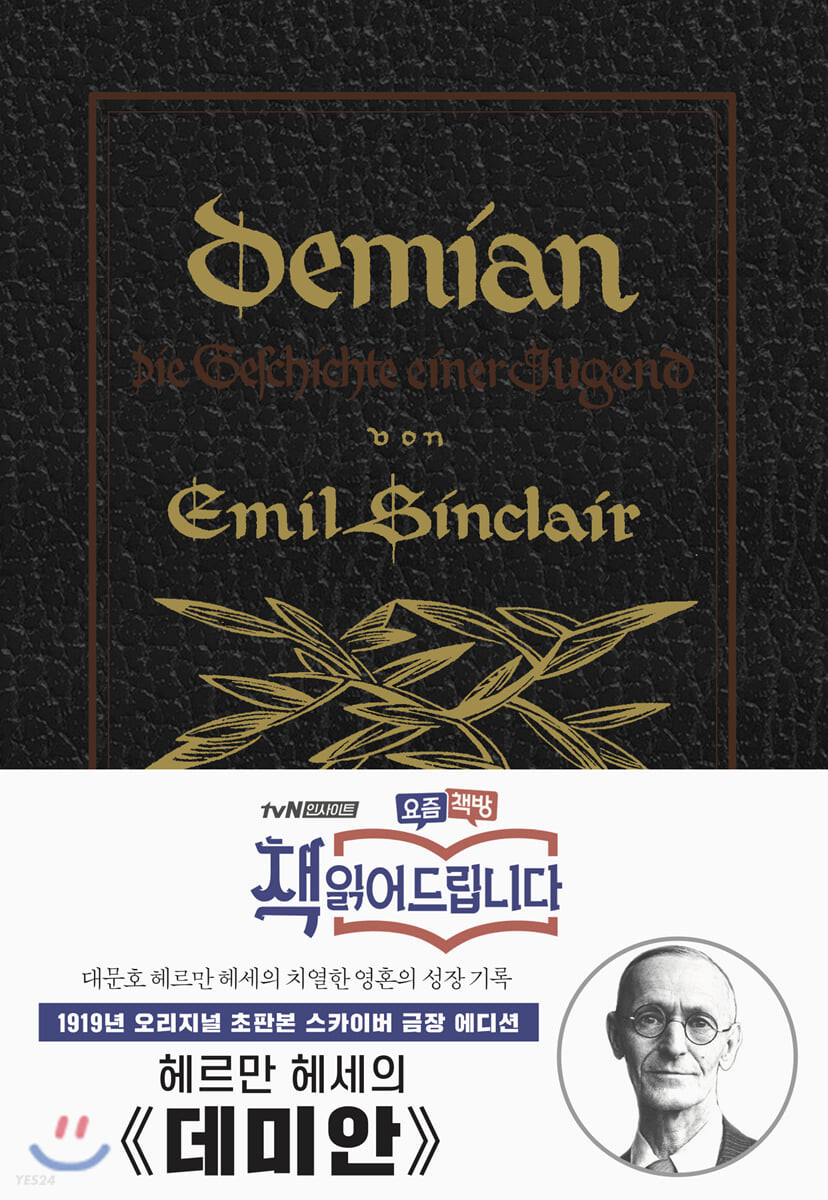 Demian
Die Geschichte einer Jugend
von
Emil Sinclair
tvN 인사이트
요즘 책방
책 읽어드립니다
대문호 헤르만 헤세의 치열한 영혼의 성장 기록
1919년 오리지널 초판본 스카이버 금장 에디션
헤르만 헤세의
《데미안》
YES24